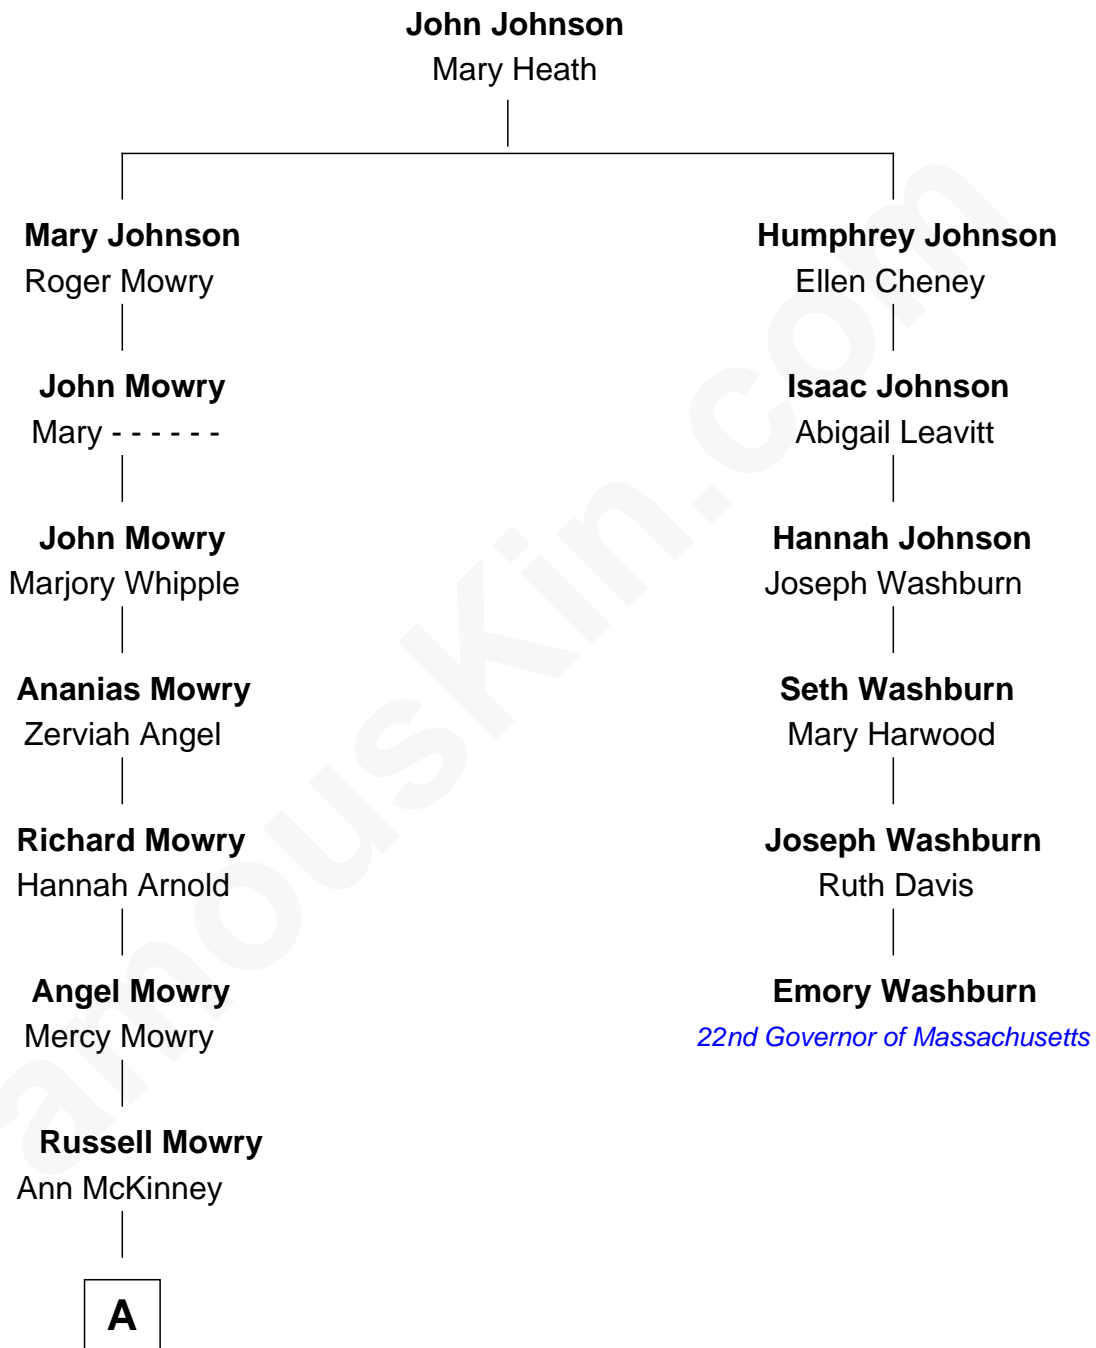 John Johnson
Mary Heath
Mary Johnson
Roger Mowry
John Mowry
Mary - - - - - -
John Mowry
Marjory Whipple
Ananias Mowry
Zerviah Angel
Richard Mowry
Hannah Arnold
Angel Mowry
Mercy Mowry
Russell Mowry
Ann McKinney
A
Humphrey Johnson
Ellen Cheney
Isaac Johnson
Abigail Leavitt
Hannah Johnson
Joseph Washburn
Seth Washburn
Mary Harwood
Joseph Washburn
Ruth Davis
Emory Washburn
22nd Governor of Massachusetts
amousKin.com